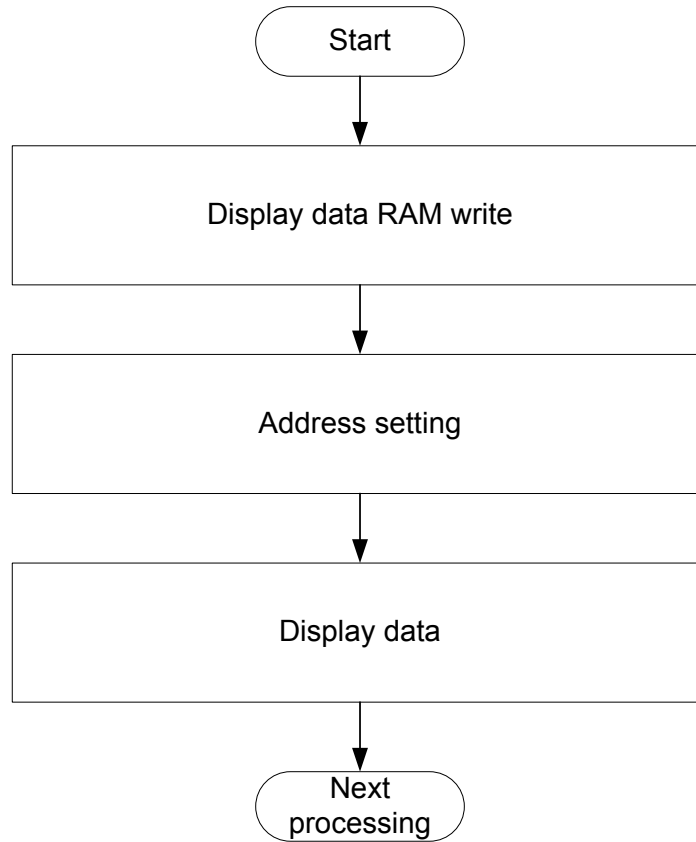 Start
Display data RAM write
Address setting
Display data
Next
processing